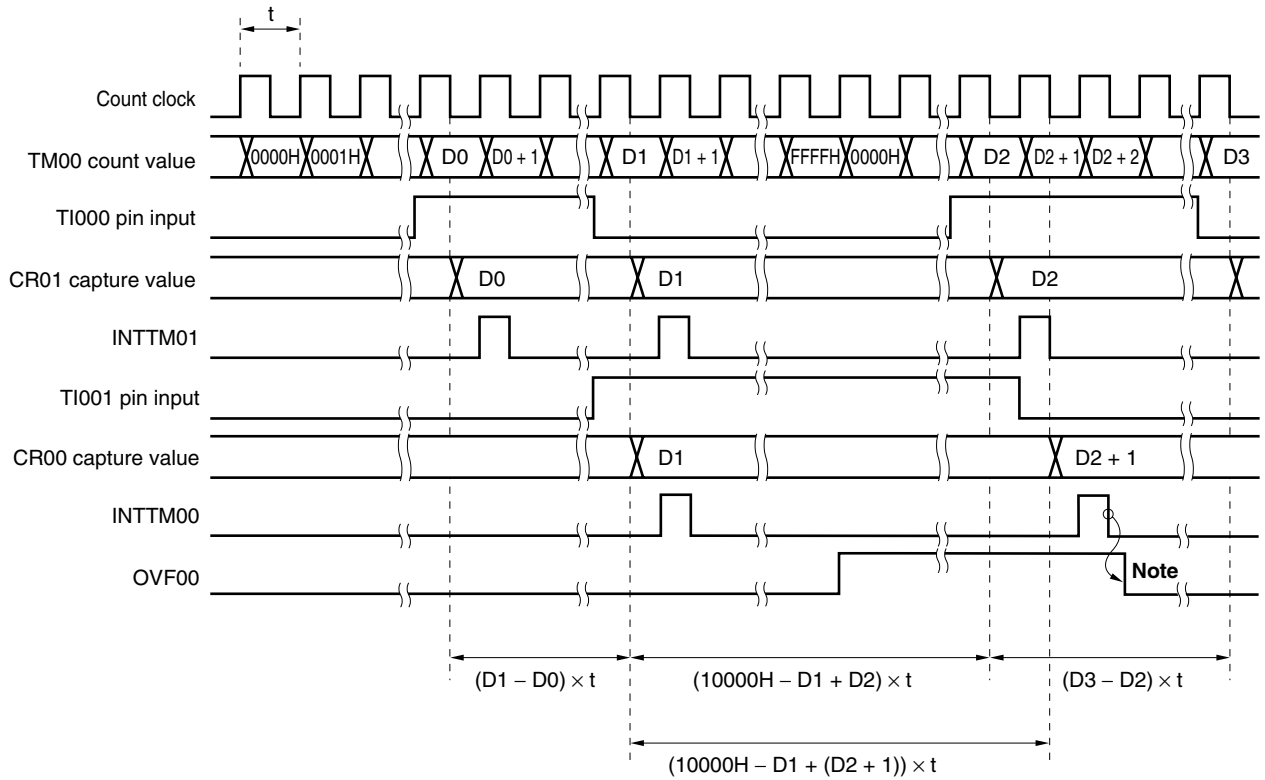 t
Count clock
TM00 count value 0000H 0001H D0 D0 + 1 D1 D1 + 1 FFFFH 0000H D2 D2 + 1 D2 + 2 D3
TI000 pin input
CR01 capture value D0 D1 D2
INTTM01
TI001 pin input
CR00 capture value D1 D2 + 1
INTTM00
OVF00 Note
(D1 − D0) × t (10000H − D1 + D2) × t (D3 − D2) × t
(10000H − D1 + (D2 + 1)) × t